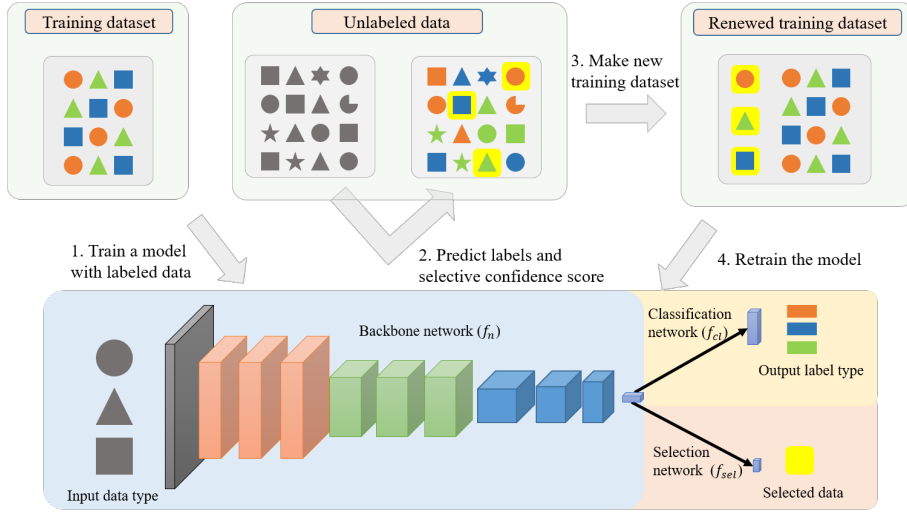 Training dataset
Unlabeled data
Renewed training dataset
3. Make new
training dataset
1. Train a model
with labeled data
2. Predict labels and
selective confidence score
4. Retrain the model
Backbone network (fn)
Classification
network (fcl)
Output label type
Input data type
Selection
network (fsel)
Selected data